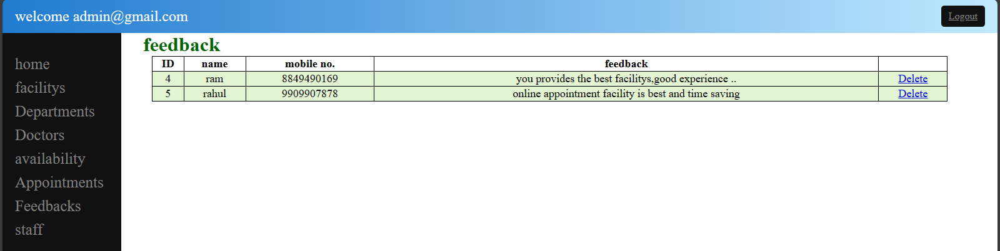 welcome admin@gmail.com
Logout
home
facilitys
Departments
Doctors
availability
Appointments
Feedbacks
staff
feedback
ID name mobile no. feedback
4 ram 8849490169 you provides the best facilitys,good experience .. Delete
5 rahul 9909907878 online appointment facility is best and time saving Delete